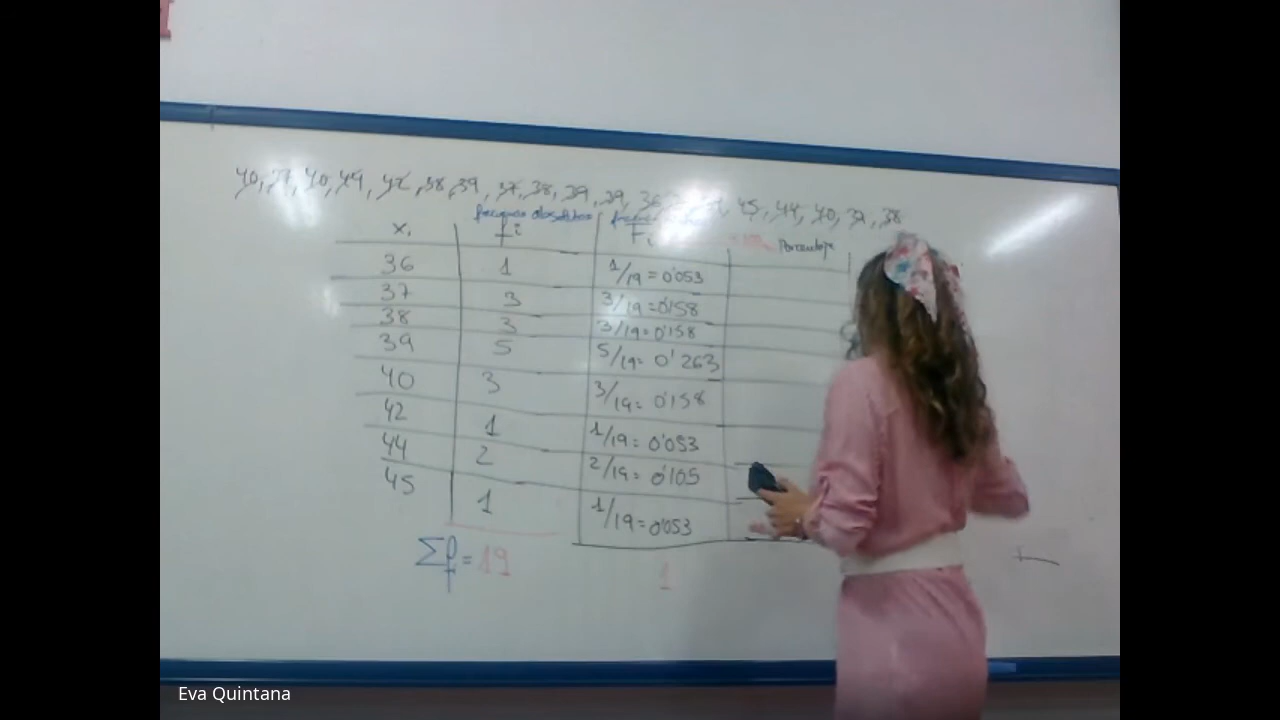 40, 37, 40, 44, 42, 38, 39, 37, 38, 39, 39, 36, 45, 44, 40, 37, 38
xi
frecuencia absoluta
fi
Fi
Porcentaje
36 1 1/19=0'053
37 3 3/19=0'158
38 3 3/19=0'158
39 5 5/19= 0'263
40 3 3/19= 0'158
42 1 1/19= 0'053
44 2 2/19= 0'105
45 1 1/19=0'053
Σf= 19 1
Eva Quintana